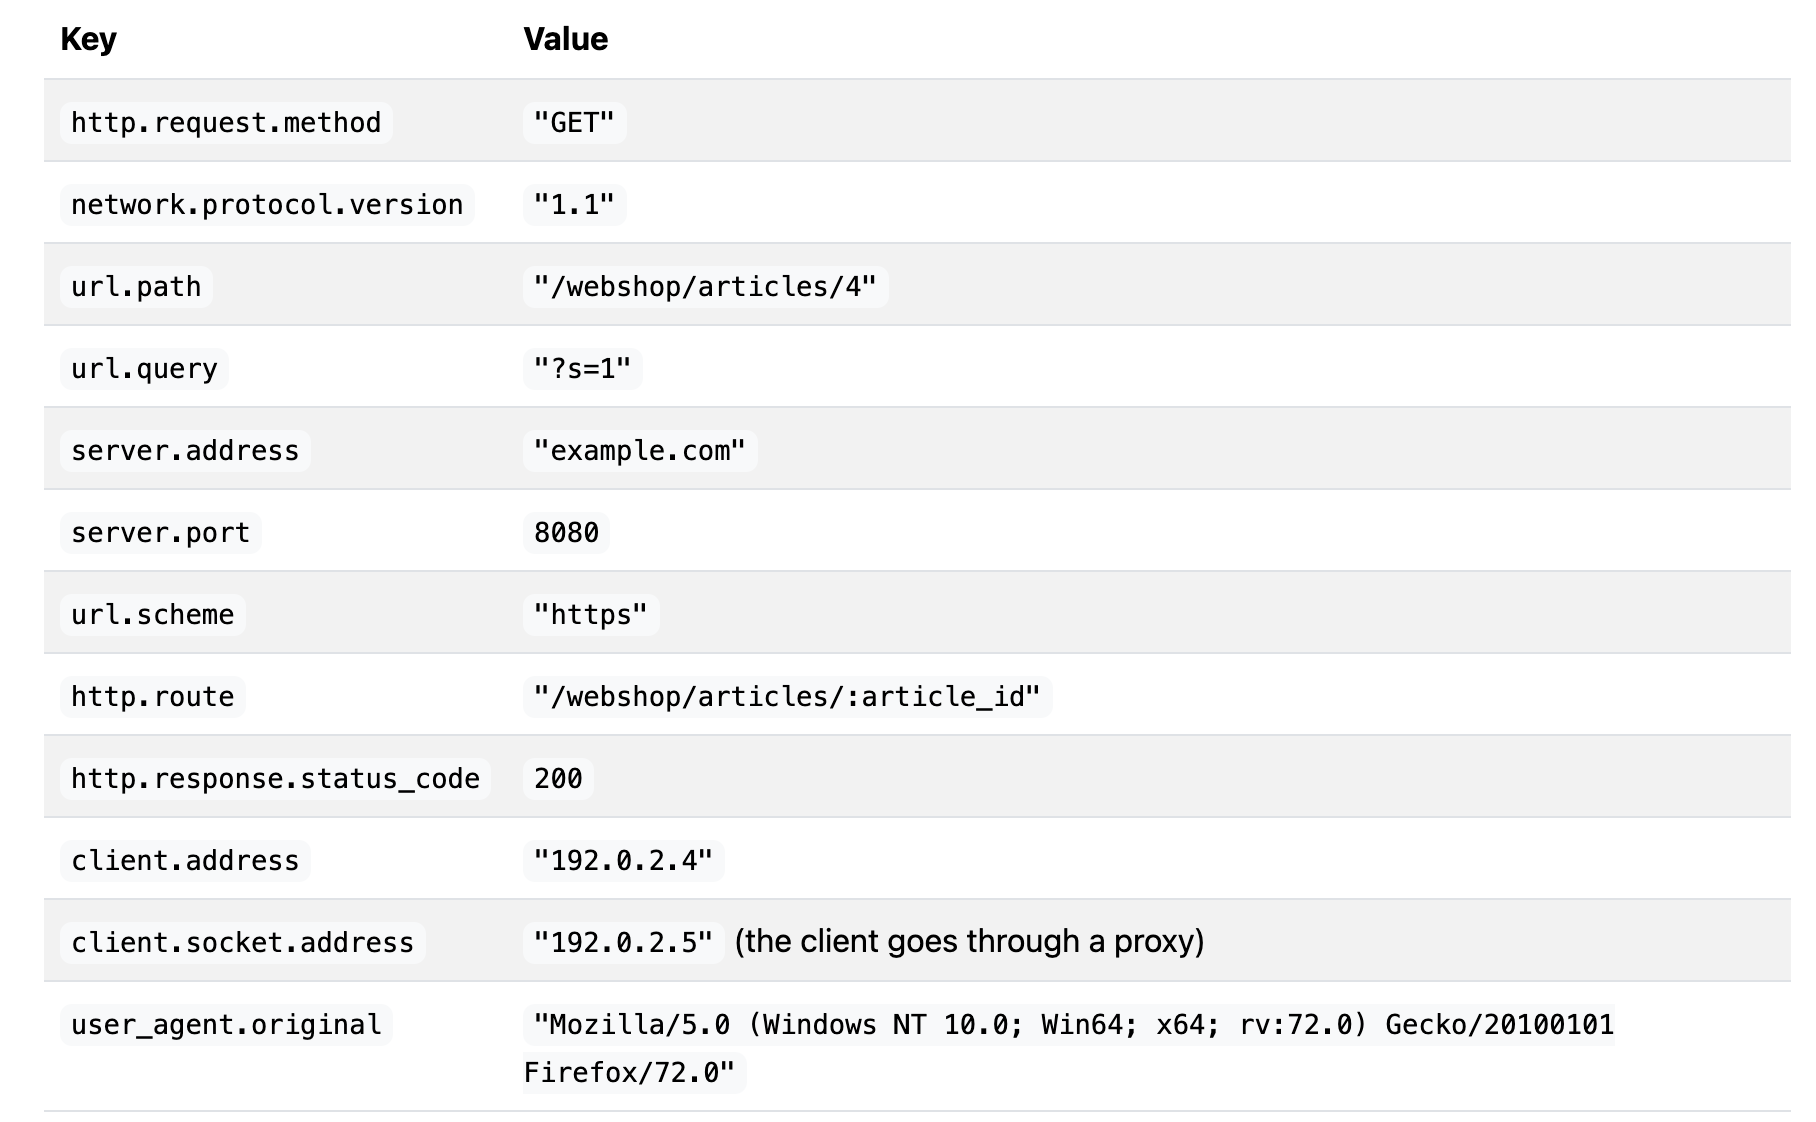 Key Value
http.request.method "GET"
network.protocol.version "1.1"
url.path "/webshop/articles/4"
url.query "?s=1"
server.address "example.com"
server.port 8080
url.scheme "https"
http.route "/webshop/articles/:article_id"
http.response.status_code 200
client.address "192.0.2.4"
client.socket.address "192.0.2.5" (the client goes through a proxy)
user_agent.original "Mozilla/5.0 (Windows NT 10.0; Win64; x64; rv:72.0) Gecko/20100101
Firefox/72.0"